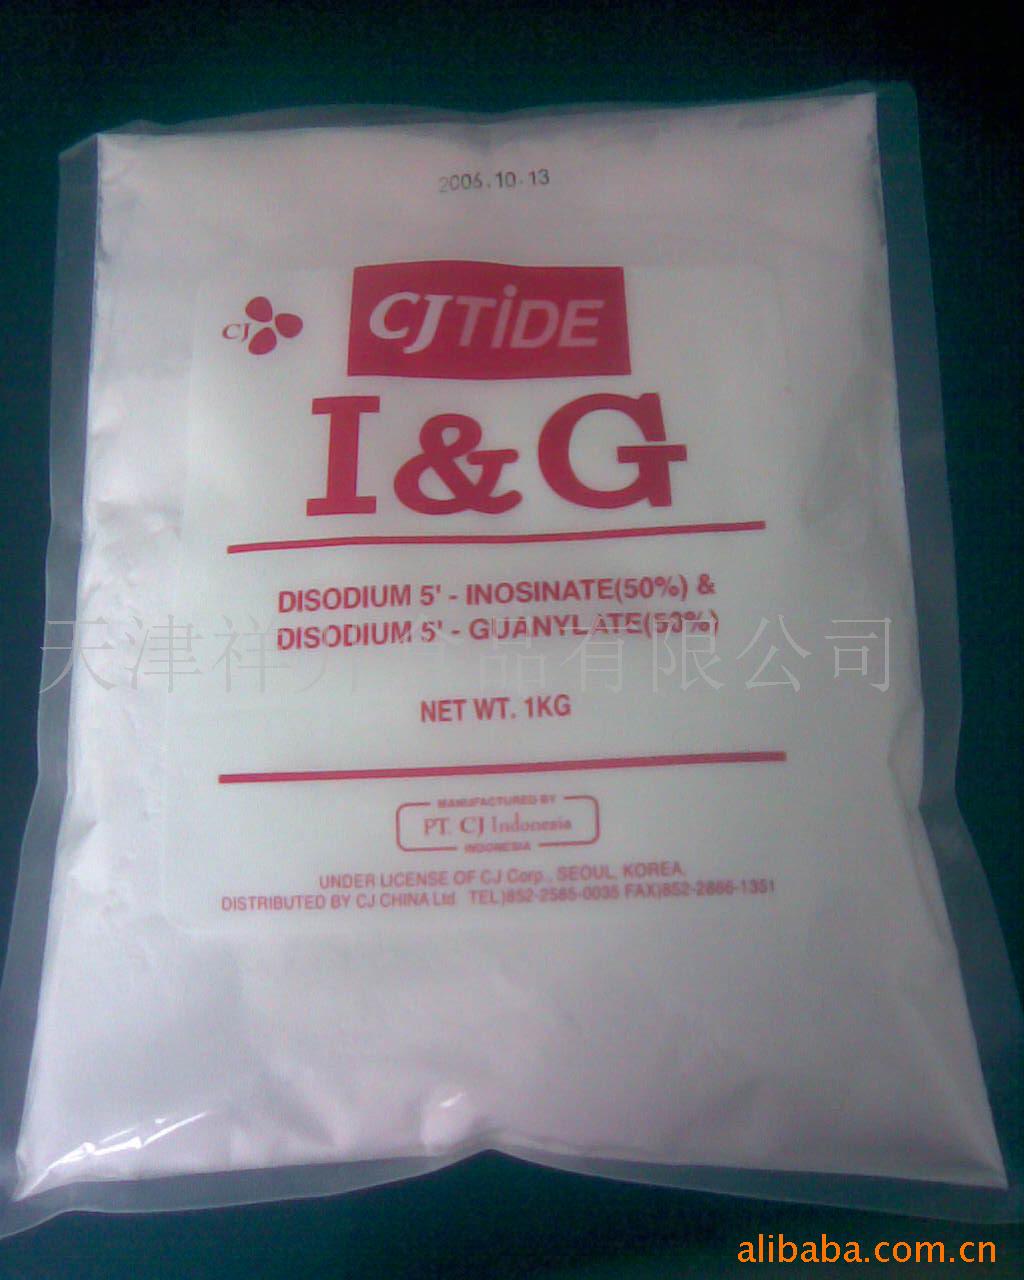 2006.10.13
CJ
CJTiDE
I&G
DISODIUM 5' - INOSINATE(50%) &
DISODIUM 5' - GUANYLATE(50%)
天津祥升食品有限公司
NET WT. 1KG
MANUFACTURED BY
PT. CJ Indonesia
INDONESIA
UNDER LICENSE OF CJ Corp., SEOUL, KOREA.
DISTRIBUTED BY CJ CHINA Ltd. TEL)852-2585-0035 FAX)852-2866-1351
alibaba.com.cn